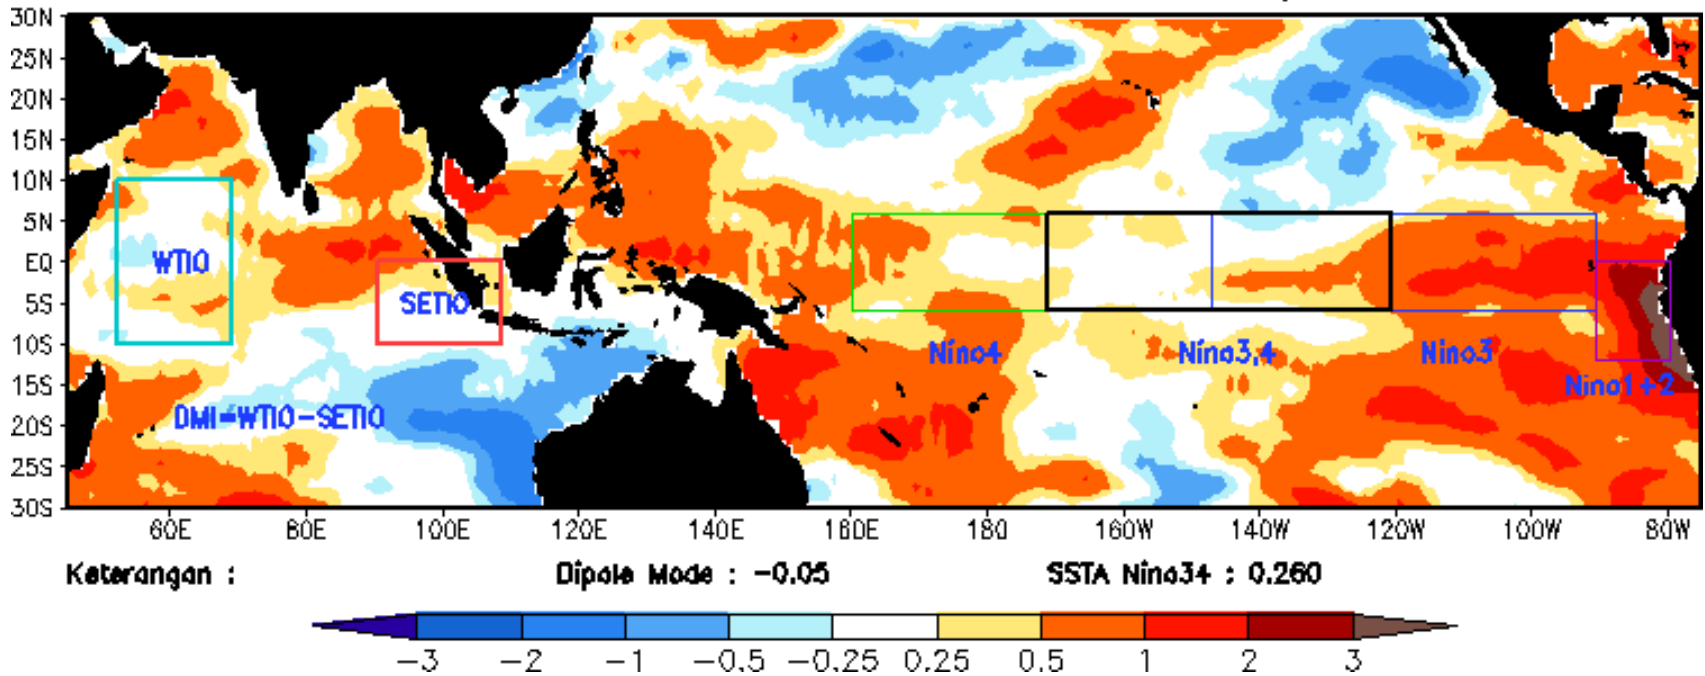 30N
25N
20N
15N
10N
5N
EQ
5S
10S
15S
20S
25S
30S
WTIO
SETIO
Nino4
Nino3,4
Nino3
Nino1+2
DMI=WTIO-SETIO
60E 80E 100E 120E 140E 160E 180 160W 140W 120W 100W 80W
Keterangan : Dipole Mode : -0.05 SSTA Nino34 : 0.260
-3 -2 -1 -0.5 -0.25 0.25 0.5 1 2 3